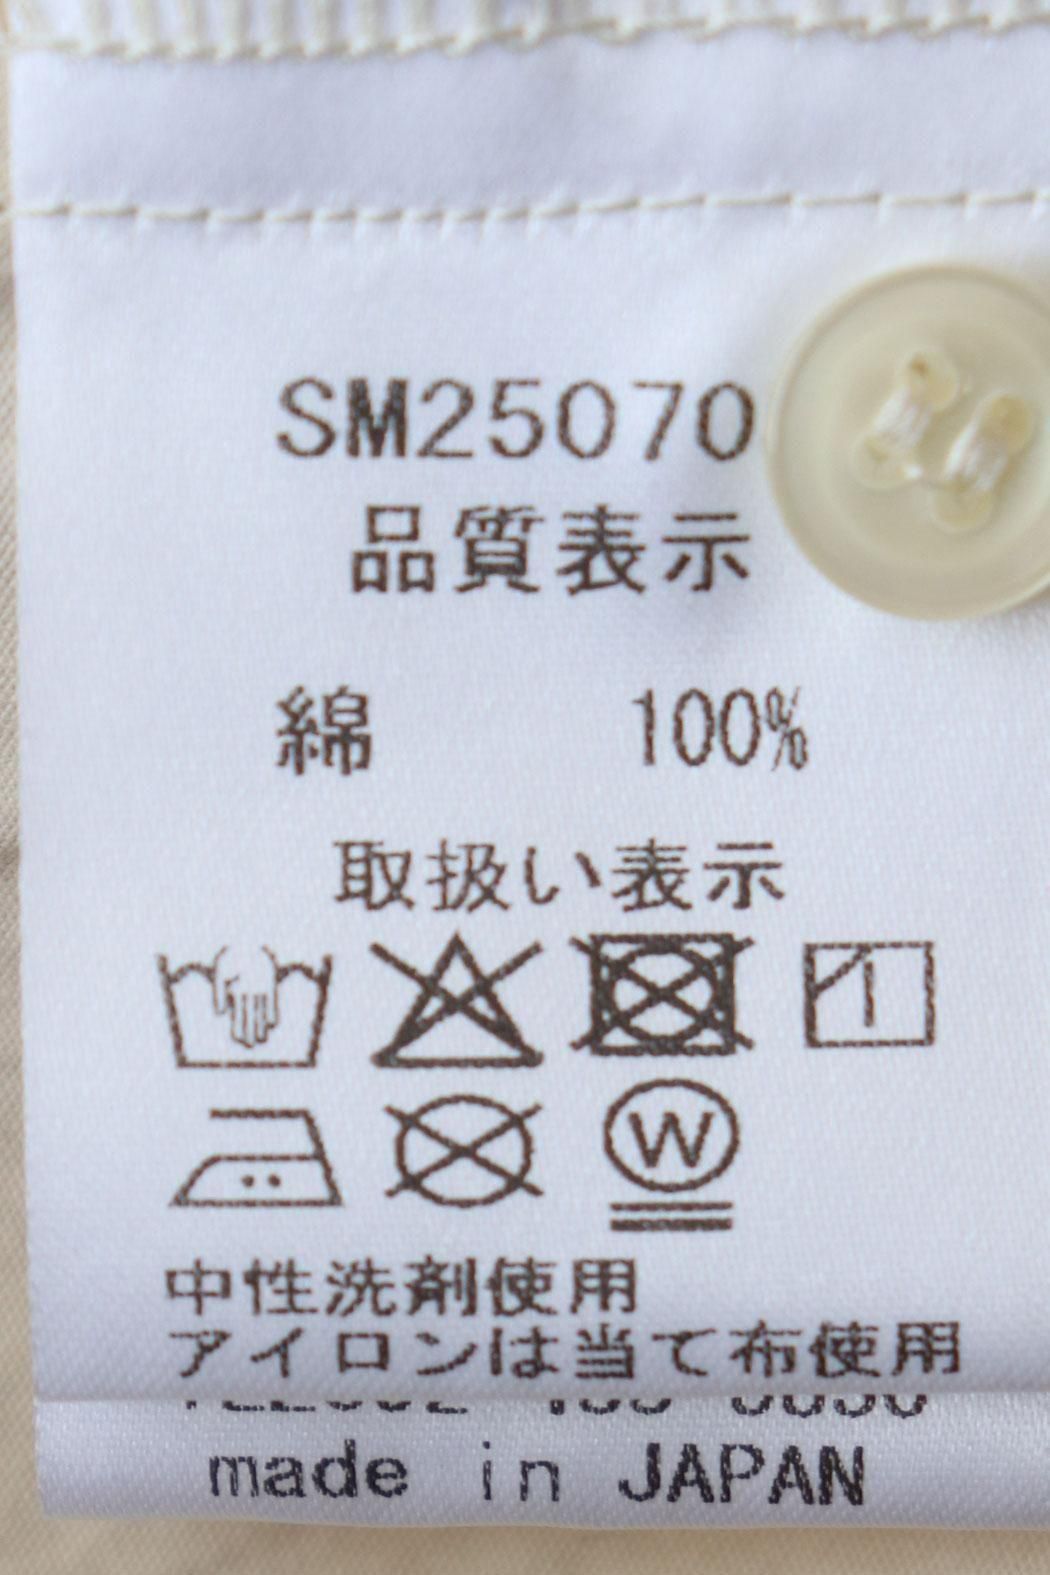 SM25070
品質表示
綿 100%
取扱い表示
W
中性洗剤使用
アイロンは当て布使用
made in JAPAN